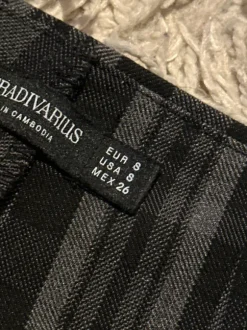 RADIVARIUS
IN CAMBODIA
EUR 8
USA 8
MEX 26